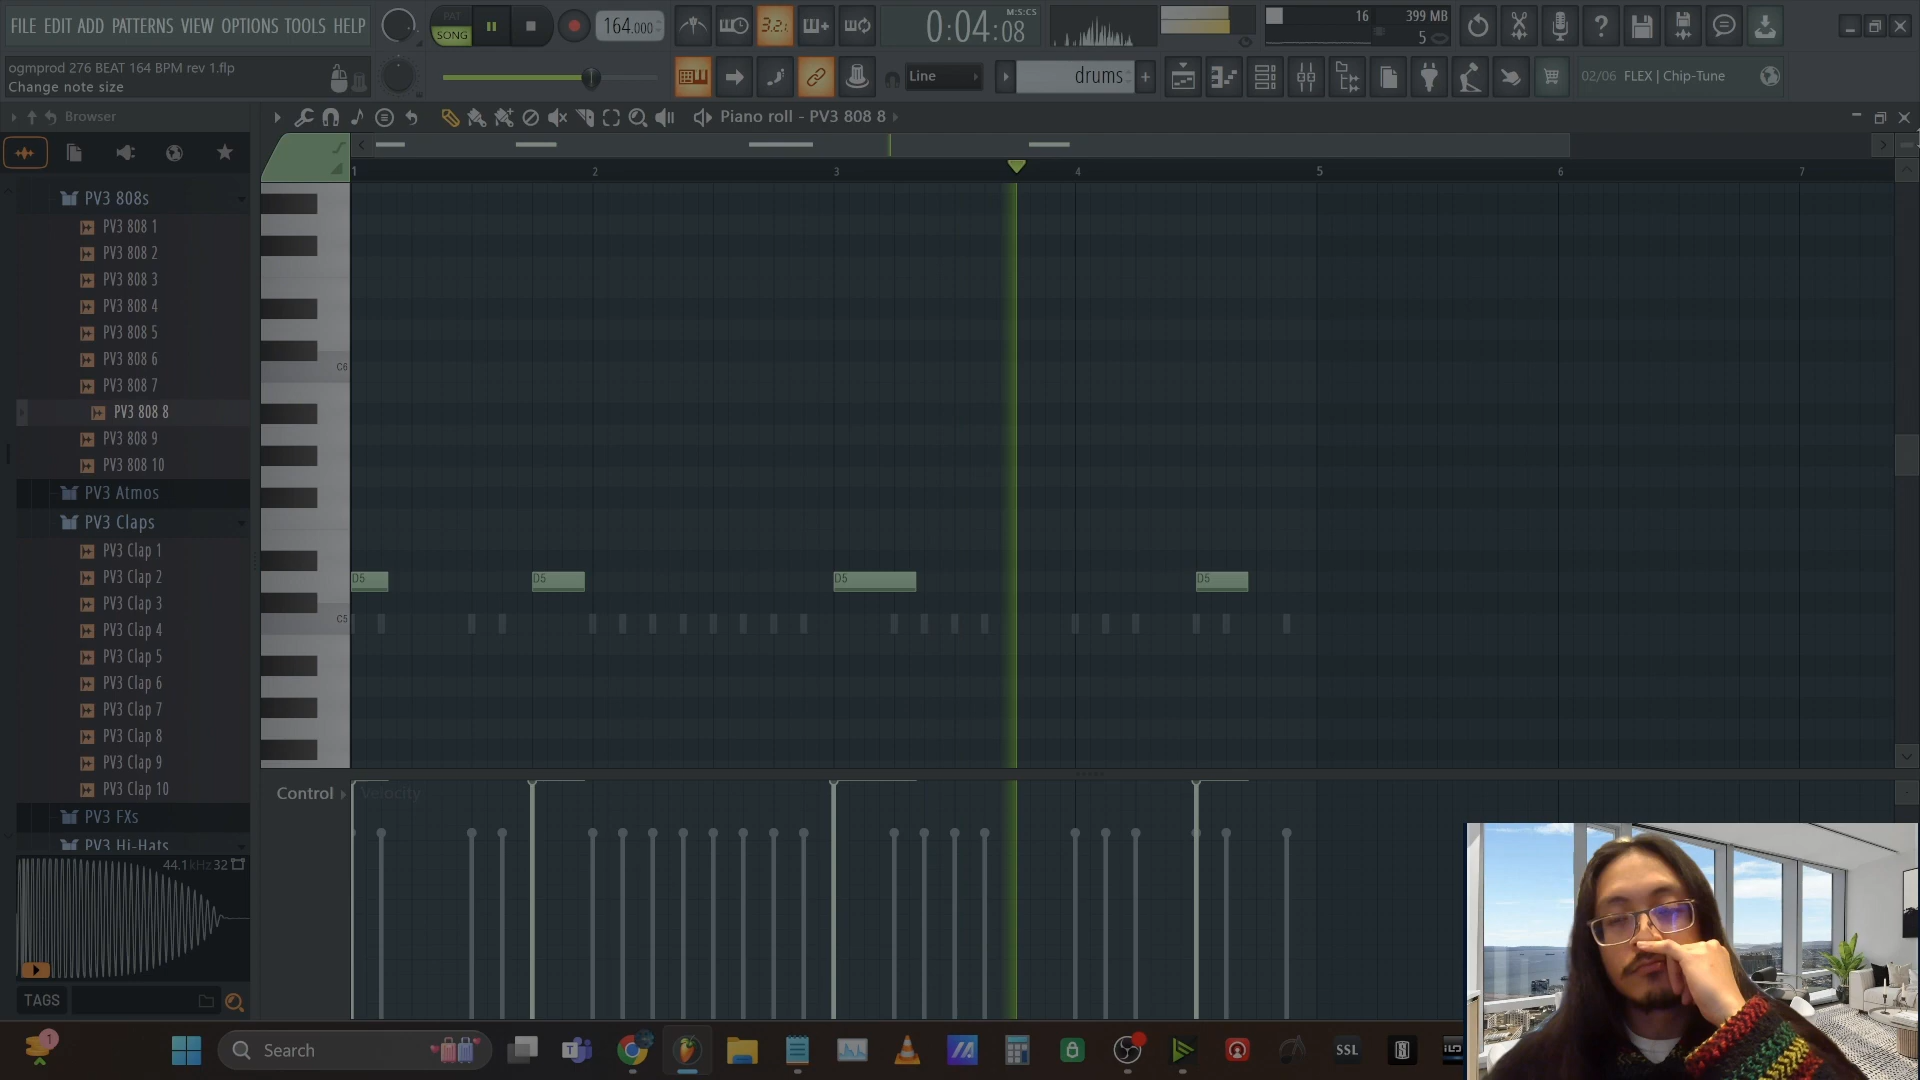 FILE EDIT ADD PATTERNS VIEW OPTIONS TOOLS HELP
PAT
SONG
164.000
3.2.
M:S:CS
0:04:08
16
399 MB
5
ogmprod 276 BEAT 164 BPM rev 1.flp
Change note size
Line
drums
02/06 FLEX | Chip-Tune
Browser
Piano roll - PV3 808 8
1 2 3 4 5 6 7
PV3 808s
PV3 808 1
PV3 808 2
PV3 808 3
PV3 808 4
PV3 808 5
PV3 808 6
PV3 808 7
PV3 808 8
PV3 808 9
PV3 808 10
PV3 Atmos
PV3 Claps
PV3 Clap 1
PV3 Clap 2
PV3 Clap 3
PV3 Clap 4
PV3 Clap 5
PV3 Clap 6
PV3 Clap 7
PV3 Clap 8
PV3 Clap 9
PV3 Clap 10
PV3 FXs
PV3 Hi-Hats
C6
D5 D5 D5 D5
C5
Control
Velocity
44.1kHz 32
TAGS
1
Search
SSL